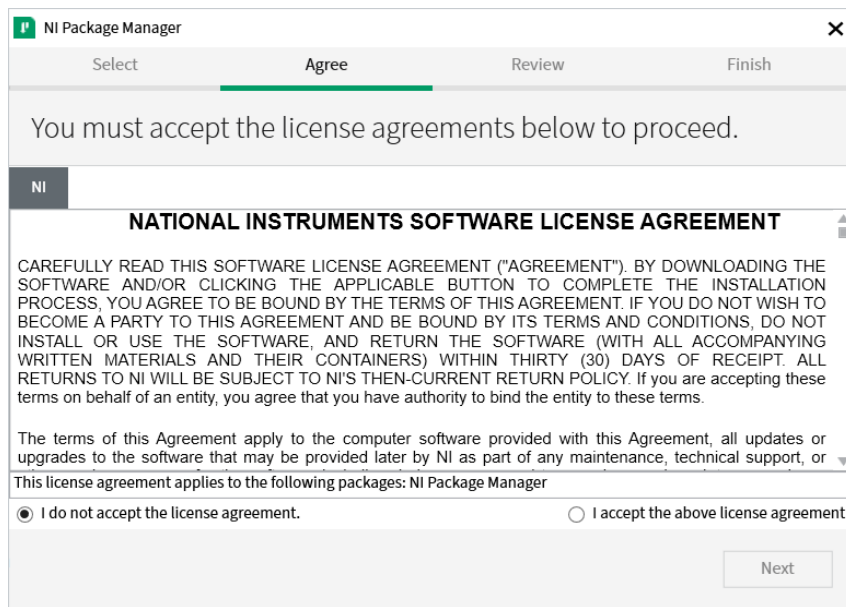 NI Package Manager
Select Agree Review Finish
You must accept the license agreements below to proceed.
NI
NATIONAL INSTRUMENTS SOFTWARE LICENSE AGREEMENT
CAREFULLY READ THIS SOFTWARE LICENSE AGREEMENT ("AGREEMENT"). BY DOWNLOADING THE
SOFTWARE AND/OR CLICKING THE APPLICABLE BUTTON TO COMPLETE THE INSTALLATION
PROCESS, YOU AGREE TO BE BOUND BY THE TERMS OF THIS AGREEMENT. IF YOU DO NOT WISH TO
BECOME A PARTY TO THIS AGREEMENT AND BE BOUND BY ITS TERMS AND CONDITIONS, DO NOT
INSTALL OR USE THE SOFTWARE, AND RETURN THE SOFTWARE (WITH ALL ACCOMPANYING
WRITTEN MATERIALS AND THEIR CONTAINERS) WITHIN THIRTY (30) DAYS OF RECEIPT. ALL
RETURNS TO NI WILL BE SUBJECT TO NI'S THEN-CURRENT RETURN POLICY. If you are accepting these
terms on behalf of an entity, you agree that you have authority to bind the entity to these terms.
The terms of this Agreement apply to the computer software provided with this Agreement, all updates or
upgrades to the software that may be provided later by NI as part of any maintenance, technical support, or
This license agreement applies to the following packages: NI Package Manager
I do not accept the license agreement.
I accept the above license agreement
Next